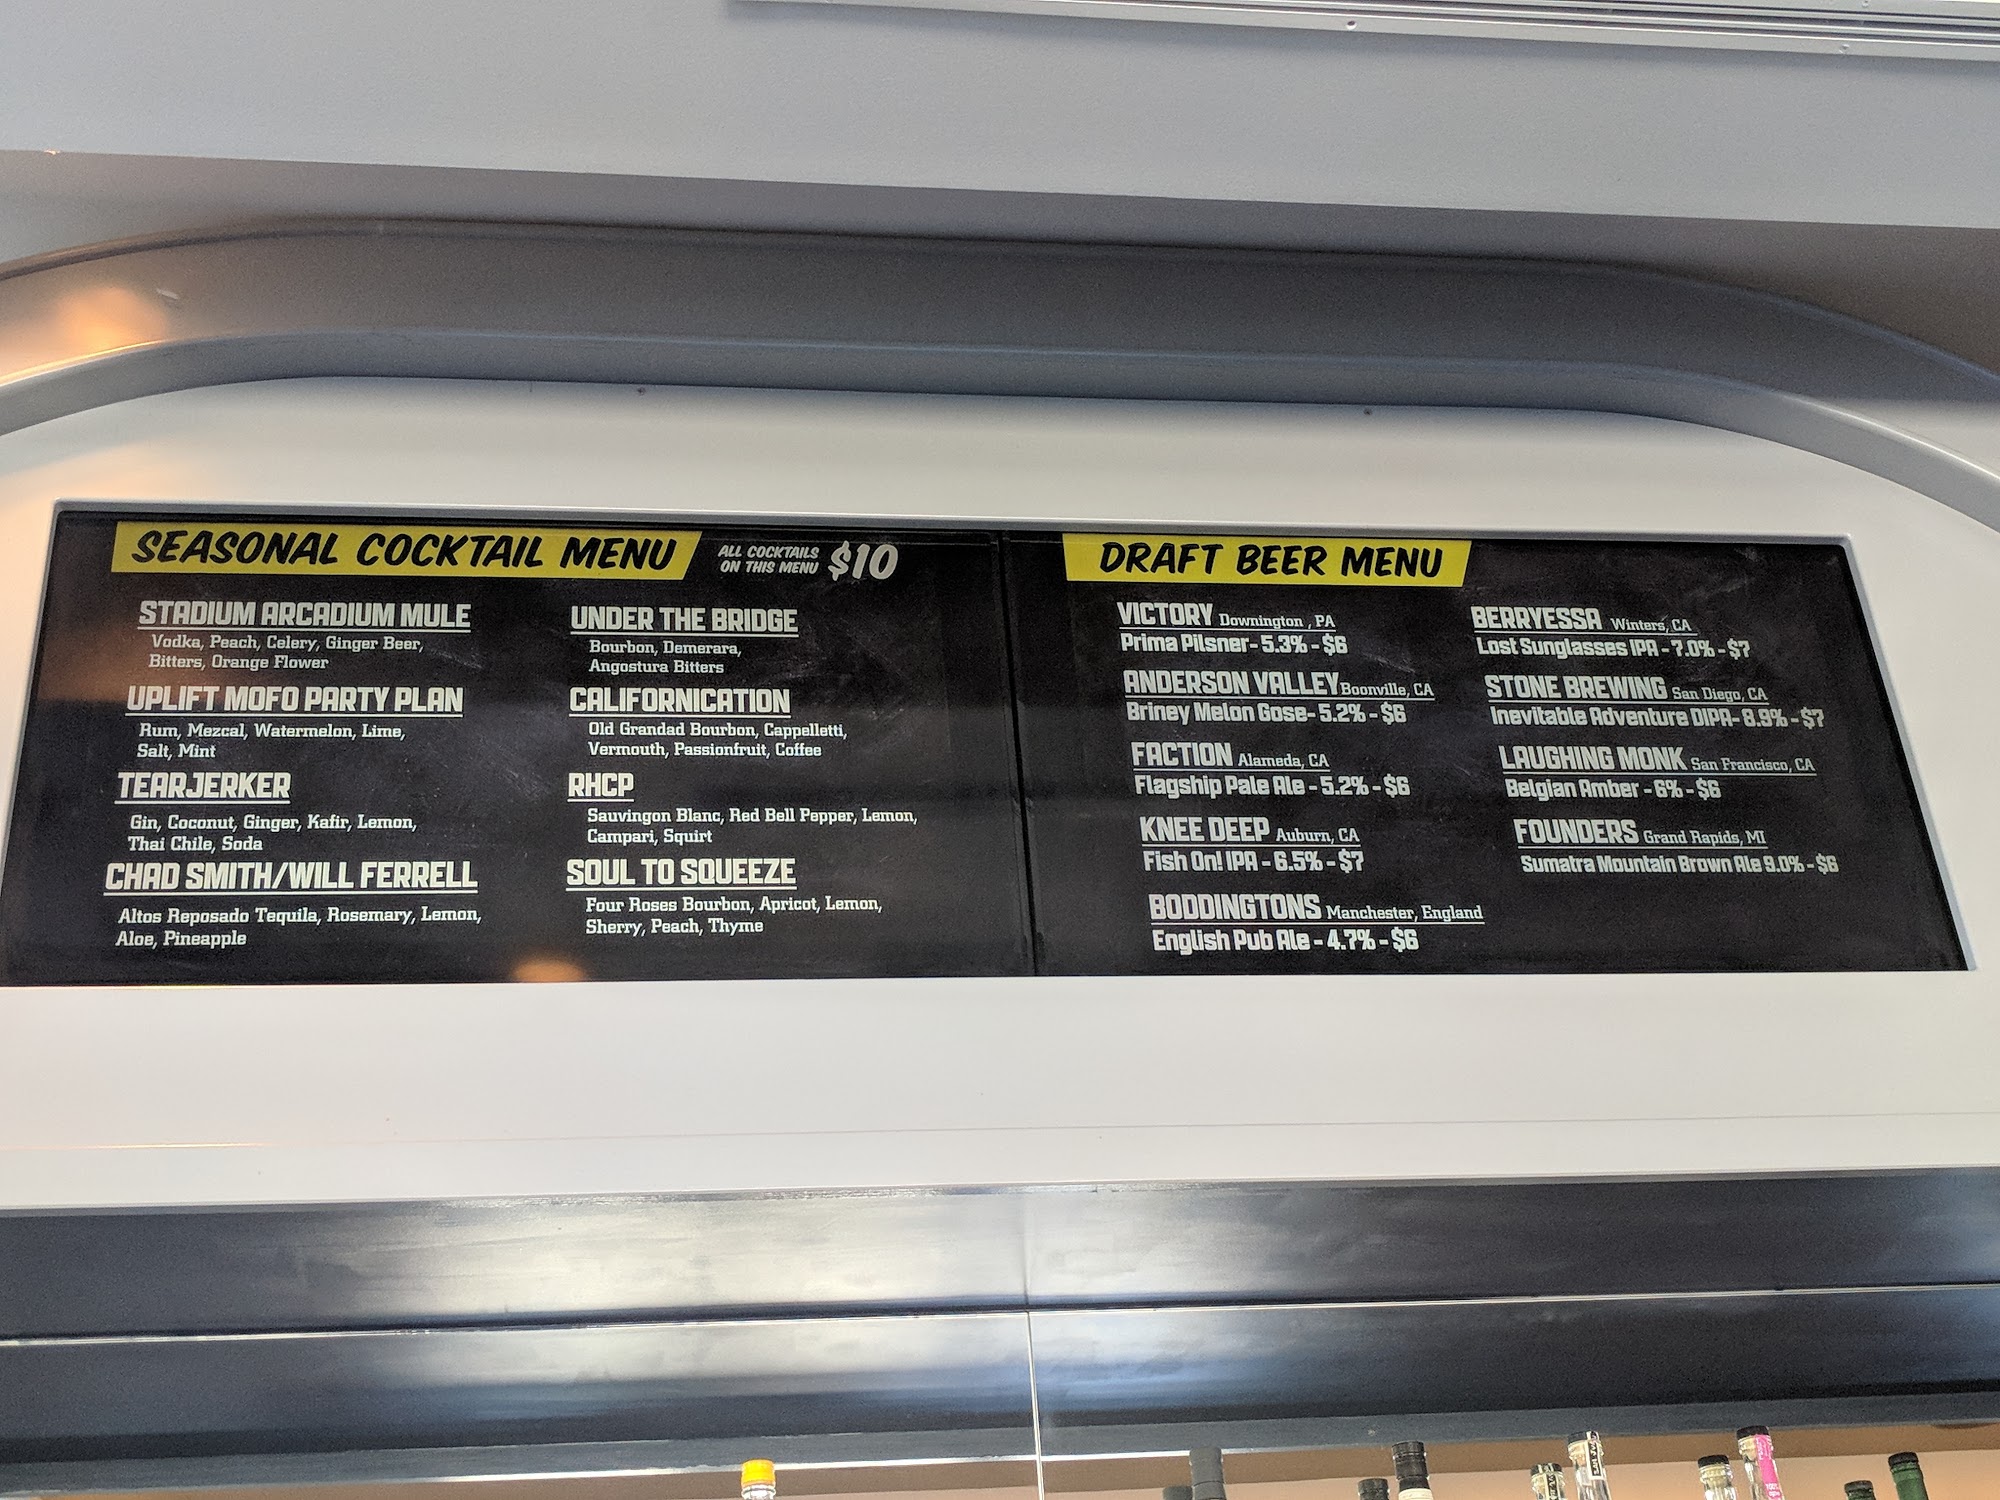 SEASONAL COCKTAIL MENU
ALL COCKTAILS
ON THIS MENU $10
STADIUM ARCADIUM MULE
Vodka, Peach, Celery, Ginger Beer,
Bitters, Orange Flower
UPLIFT MOFO PARTY PLAN
Rum, Mezcal, Watermelon, Lime,
Salt, Mint
TEARJERKER
Gin, Coconut, Ginger, Kafir, Lemon,
Thai Chile, Soda
CHAD SMITH/WILL FERRELL
Altos Reposado Tequila, Rosemary, Lemon,
Aloe, Pineapple
UNDER THE BRIDGE
Bourbon, Demerara,
Angostura Bitters
CALIFORNICATION
Old Grandad Bourbon, Cappelletti,
Vermouth, Passionfruit, Coffee
RHCP
Sauvingon Blanc, Red Bell Pepper, Lemon,
Campari, Squirt
SOUL TO SQUEEZE
Four Roses Bourbon, Apricot, Lemon,
Sherry, Peach, Thyme
DRAFT BEER MENU
VICTORY Downington , PA
Prima Pilsner- 5.3% - $6
ANDERSON VALLEY Boonville, CA
Briney Melon Gose- 5.2% - $6
FACTION Alameda, CA
Flagship Pale Ale - 5.2% - $6
KNEE DEEP Auburn, CA
Fish On! IPA - 6.5% - $7
BODDINGTONS Manchester, England
English Pub Ale - 4.7% - $6
BERRYESSA Winters, CA
Lost Sunglasses IPA - 7.0% - $7
STONE BREWING San Diego, CA
Inevitable Adventure DIPA- 8.9% - $7
LAUGHING MONK San Francisco, CA
Belgian Amber - 6% - $6
FOUNDERS Grand Rapids, MI
Sumatra Mountain Brown Ale 9.0% - $6